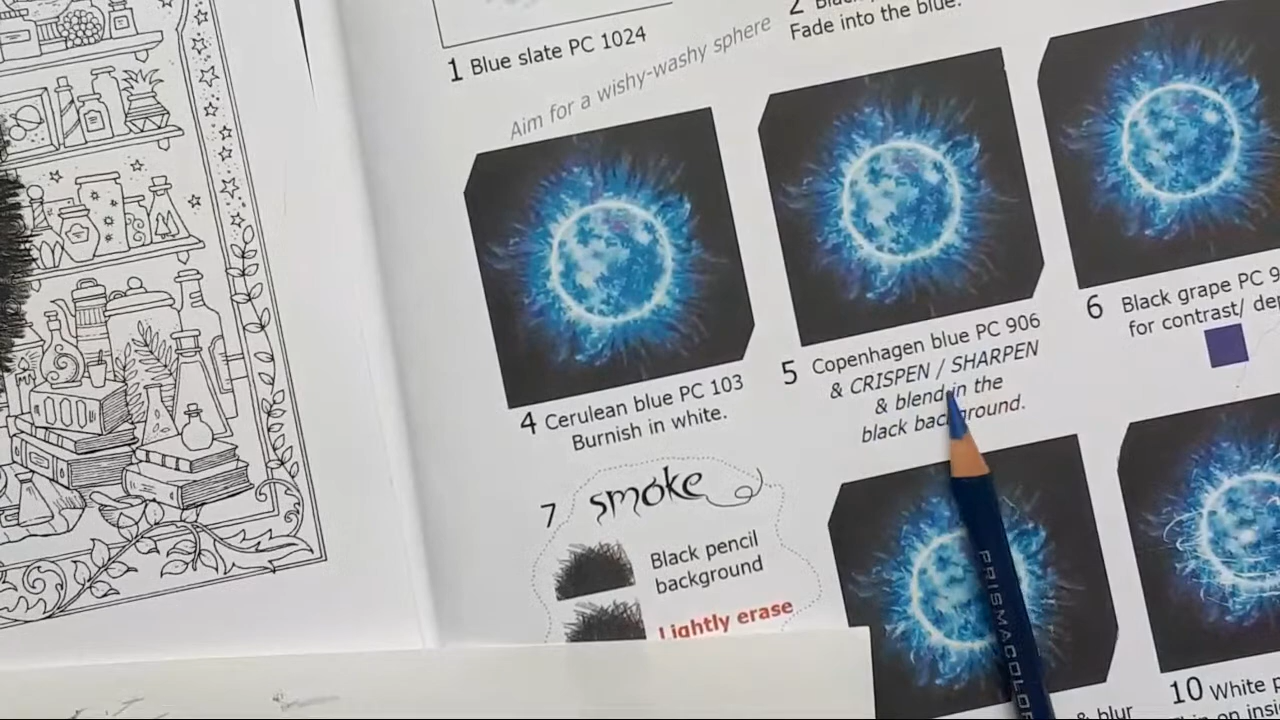 1 Blue slate PC 1024
2
Fade into the blue.
Aim for a wishy-washy sphere
4 Cerulean blue PC 103
Burnish in white.
5 Copenhagen blue PC 906
& CRISPEN / SHARPEN
& blend in the
black background.
6 Black grape PC 9
for contrast/
7 smoke
Black pencil
background
Lightly erase
PRISMACOLOR
& blur
10 White
on